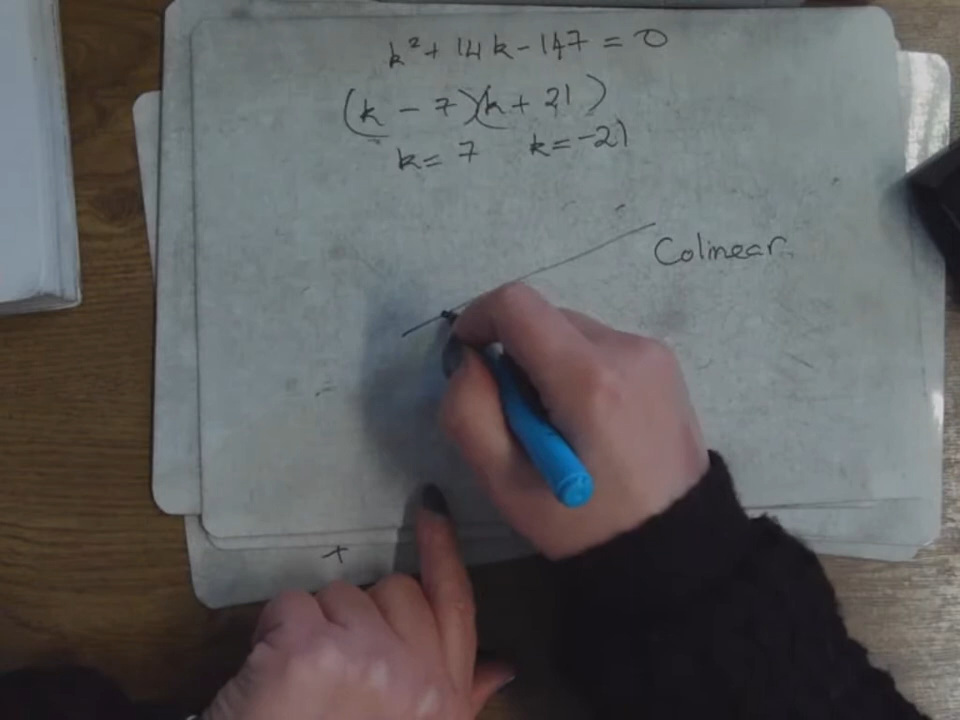 k² + 14k - 147 = 0
(k - 7)(k + 21)
k = 7 k = -21
Colinear
+